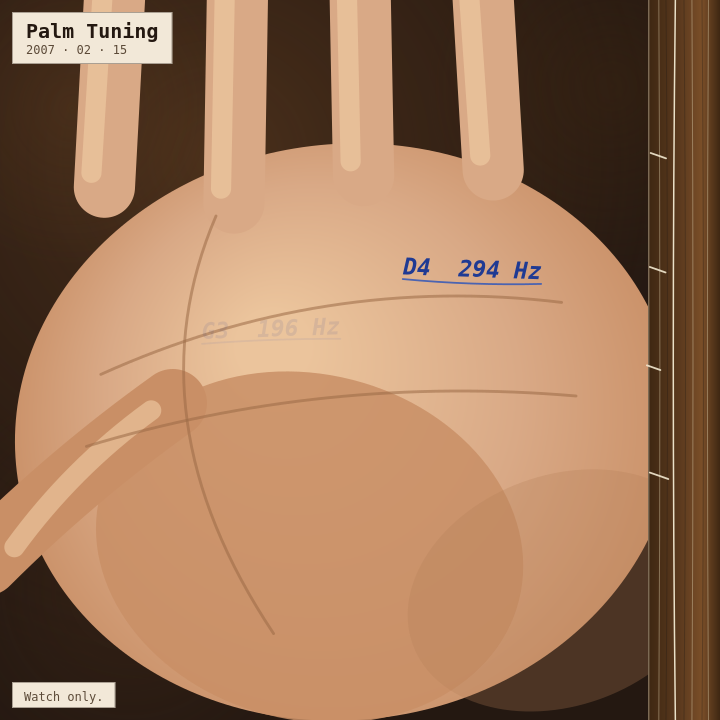 Palm Tuning
2007 · 02 · 15
D4 294 Hz
G3 196 Hz
Watch only.